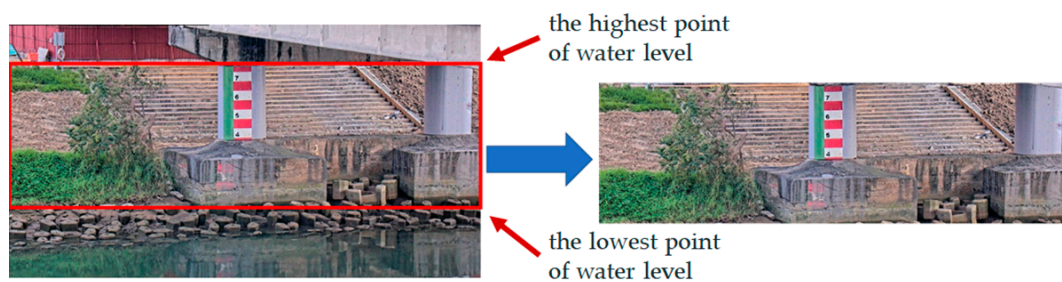 the highest point
of water level
7
6
5
4
7
6
5
4
the lowest point
of water level